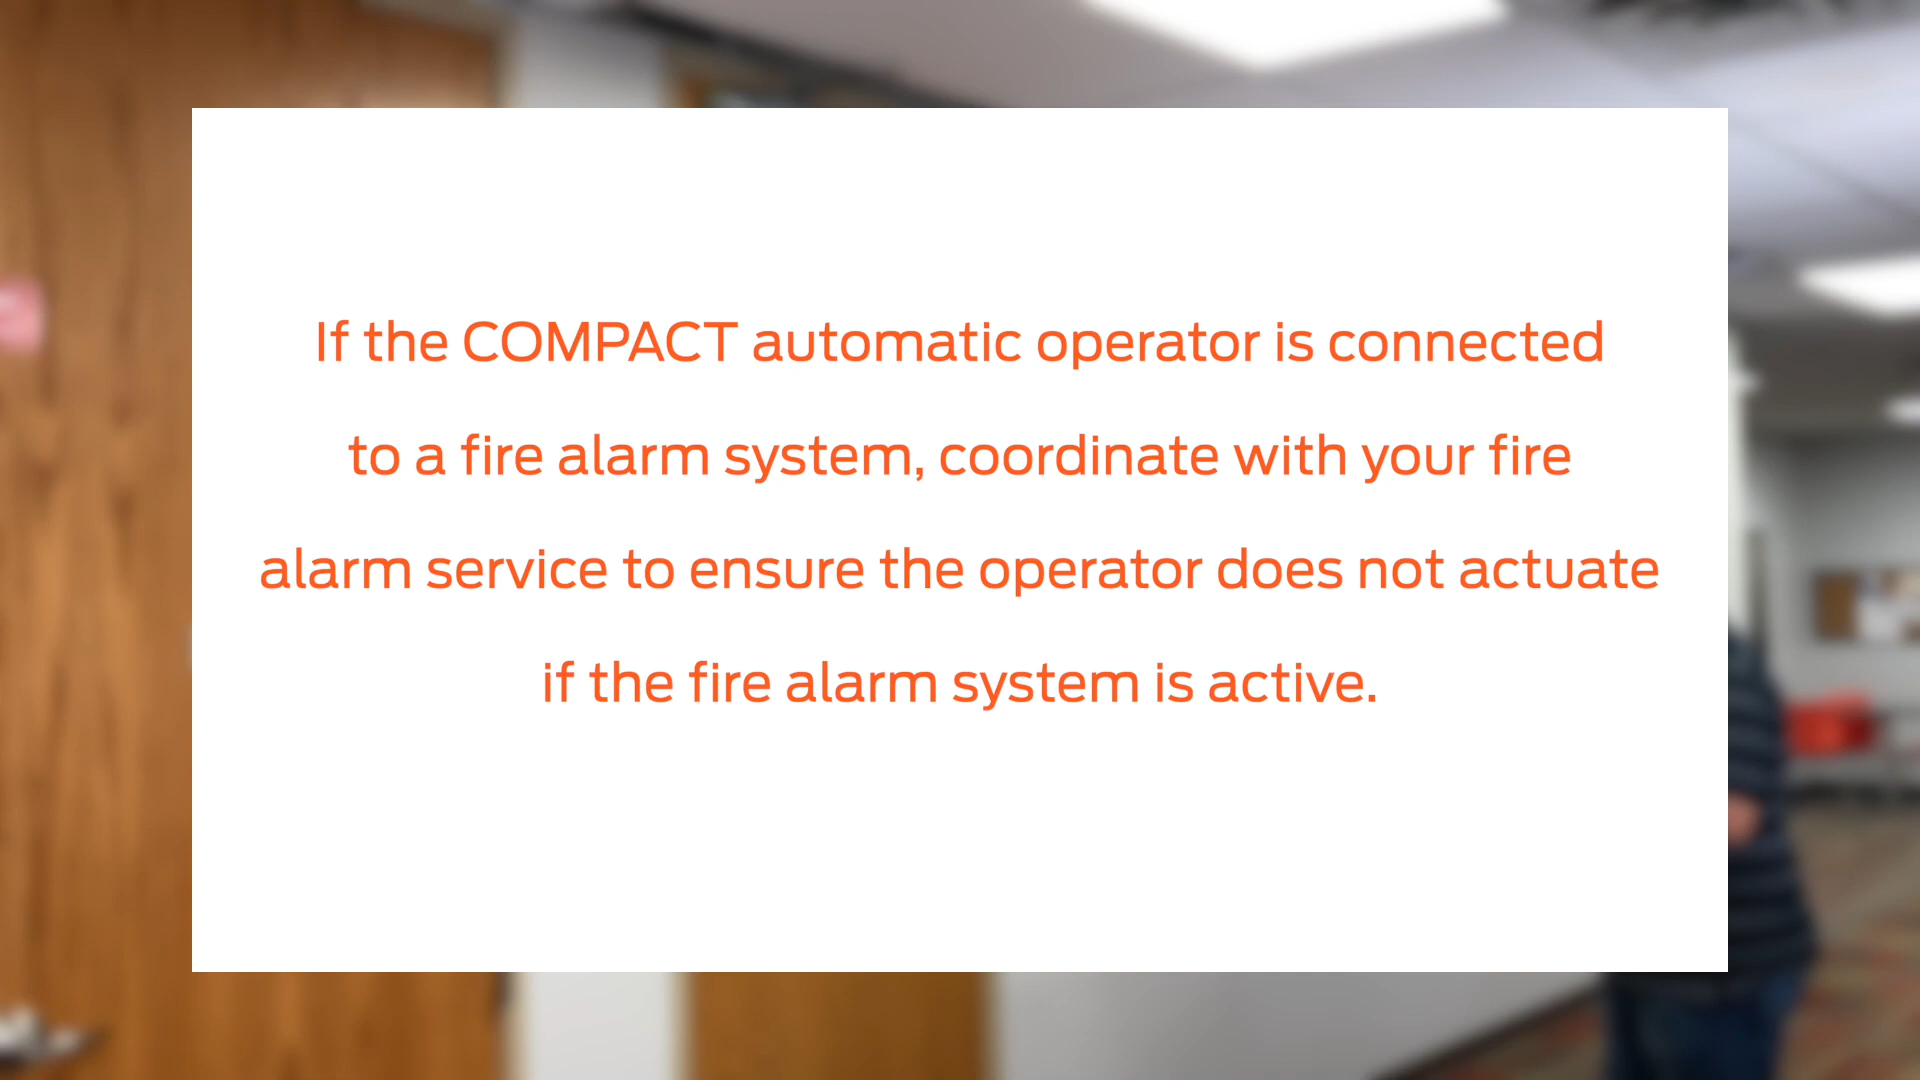 If the COMPACT automatic operator is connected
to a fire alarm system, coordinate with your fire
alarm service to ensure the operator does not actuate
if the fire alarm system is active.